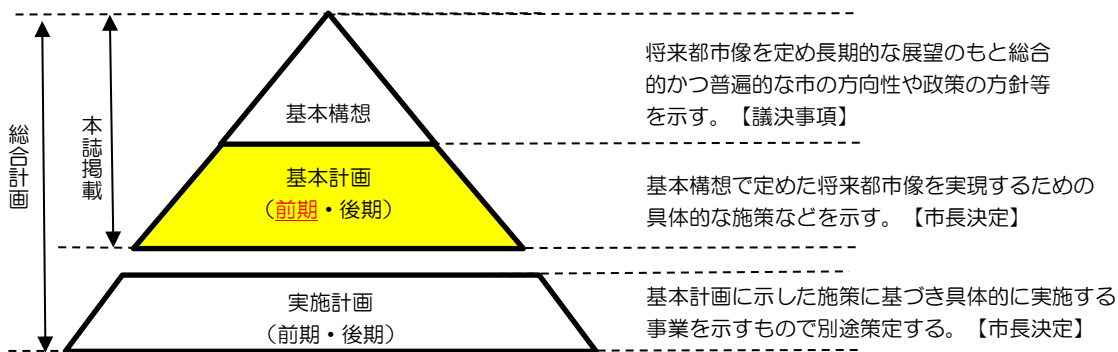 総合計画
本誌掲載
基本構想
将来都市像を定め長期的な展望のもと総合
的かつ普遍的な市の方向性や政策の方針等
を示す。【議決事項】
基本計画
（前期・後期）
基本構想で定めた将来都市像を実現するための
具体的な施策などを示す。【市長決定】
実施計画
（前期・後期）
基本計画に示した施策に基づき具体的に実施する
事業を示すもので別途策定する。【市長決定】